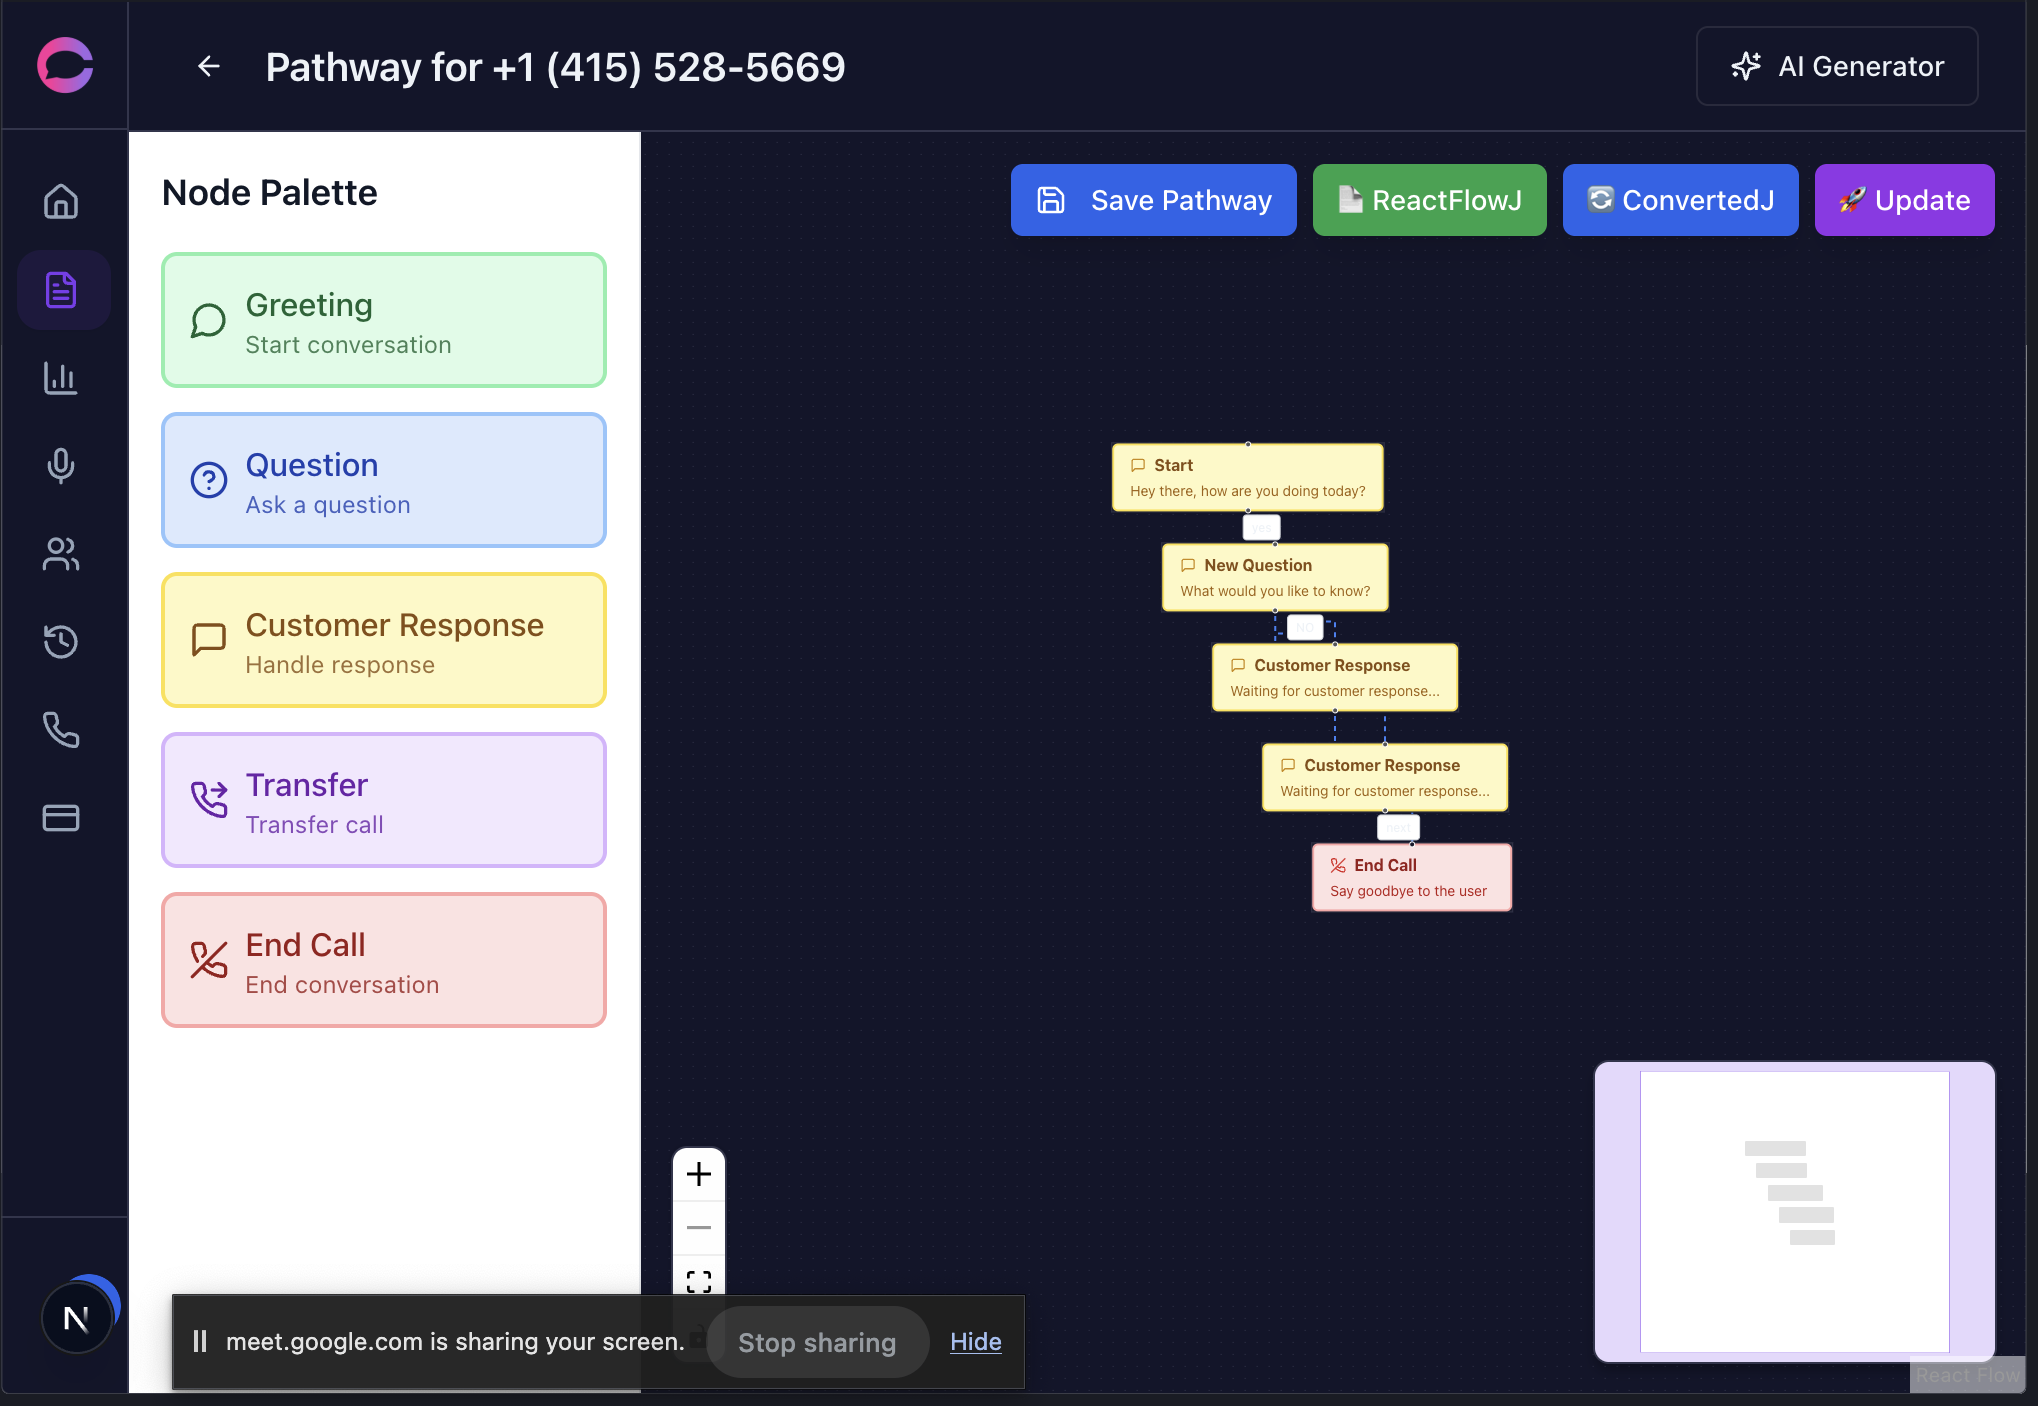 Pathway for +1 (415) 528-5669
AI Generator
Node Palette
Greeting
Start conversation
Question
Ask a question
Customer Response
Handle response
Transfer
Transfer call
End Call
End conversation
Save Pathway
ReactFlowJ
ConvertedJ
Update
Start
Hey there, how are you doing today?
yes
New Question
What would you like to know?
NO
Customer Response
Waiting for customer response...
Customer Response
Waiting for customer response...
next
End Call
Say goodbye to the user
N
meet.google.com is sharing your screen.
Stop sharing
Hide
React Flow